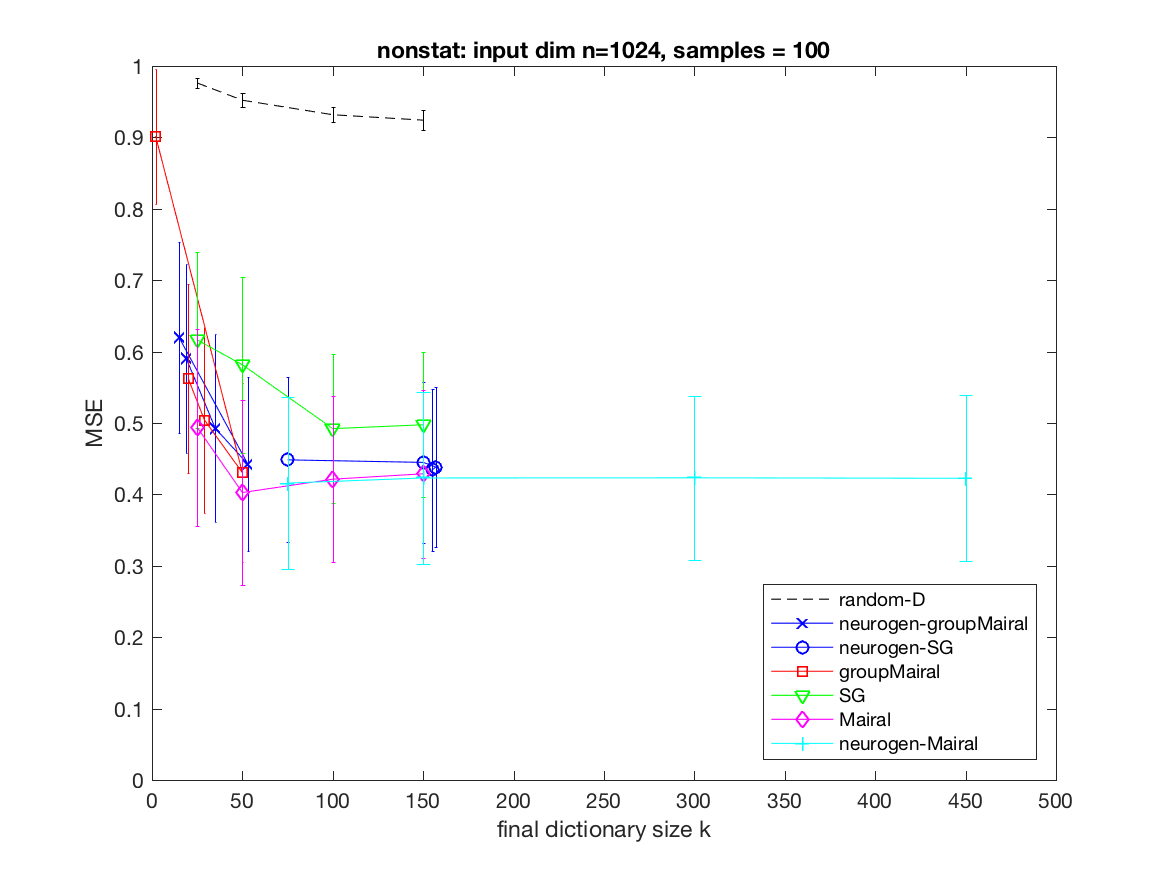 nonstat: input dim n=1024, samples = 100
1
0.9
0.8
0.7
0.6
0.5
0.4
0.3
0.2
0.1
0
MSE
0 50 100 150 200 250 300 350 400 450 500
final dictionary size k
random-D
neurogen-groupMairal
neurogen-SG
groupMairal
SG
Mairal
neurogen-Mairal